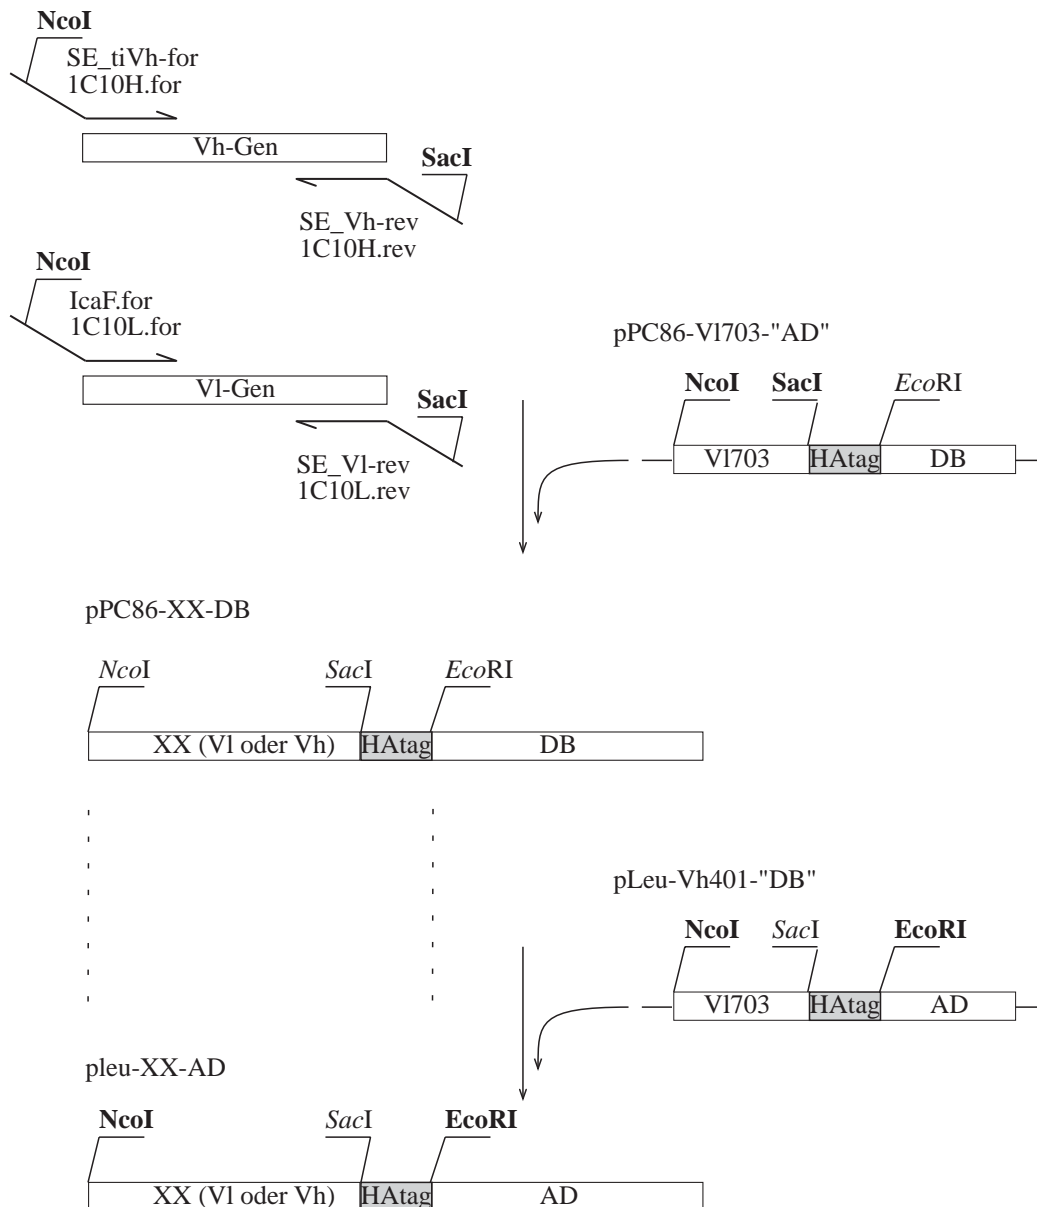 NcoI
SE_tiVh-for
1C10H.for
Vh-Gen
SacI
SE_Vh-rev
1C10H.rev
NcoI
IcaF.for
1C10L.for
Vl-Gen
SacI
SE_Vl-rev
1C10L.rev
pPC86-Vl703-"AD"
NcoI SacI EcoRI
Vl703 HAtag DB
pPC86-XX-DB
NcoI SacI EcoRI
XX (Vl oder Vh) HAtag DB
pLeu-Vh401-"DB"
NcoI SacI EcoRI
Vl703 HAtag AD
pleu-XX-AD
NcoI SacI EcoRI
XX (Vl oder Vh) HAtag AD